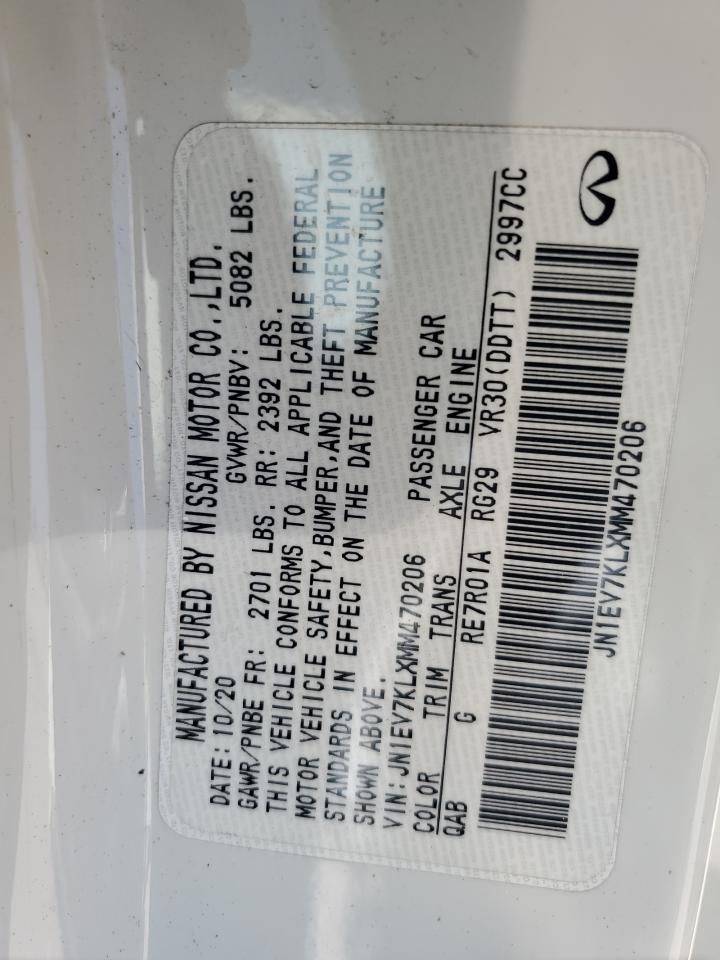 MANUFACTURED BY NISSAN MOTOR CO.,LTD.
DATE: 10/20 GVWR/PNBV: 5082 LBS.
GAWR/PNBE FR: 2701 LBS. RR: 2392 LBS.
THIS VEHICLE CONFORMS TO ALL APPLICABLE FEDERAL
MOTOR VEHICLE SAFETY,BUMPER,AND THEFT PREVENTION
STANDARDS IN EFFECT ON THE DATE OF MANUFACTURE
SHOWN ABOVE.
VIN: JN1EV7KLXMM470206 PASSENGER CAR
COLOR TRIM TRANS AXLE ENGINE
QAB G RE7R01A RG29 VR30(DDTT) 2997CC
JN1EV7KLXMM470206